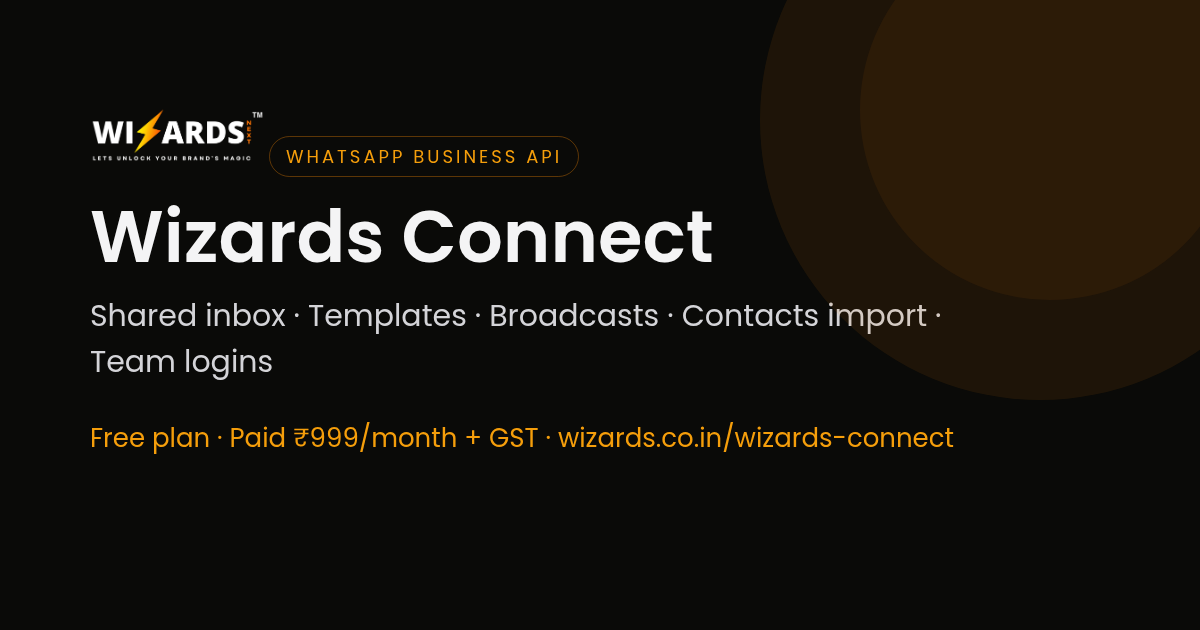 WIZARDS NEXT ™
LETS UNLOCK YOUR BRAND'S MAGIC
WHATSAPP BUSINESS API
Wizards Connect
Shared inbox · Templates · Broadcasts · Contacts import ·
Team logins
Free plan · Paid ₹999/month + GST · wizards.co.in/wizards-connect